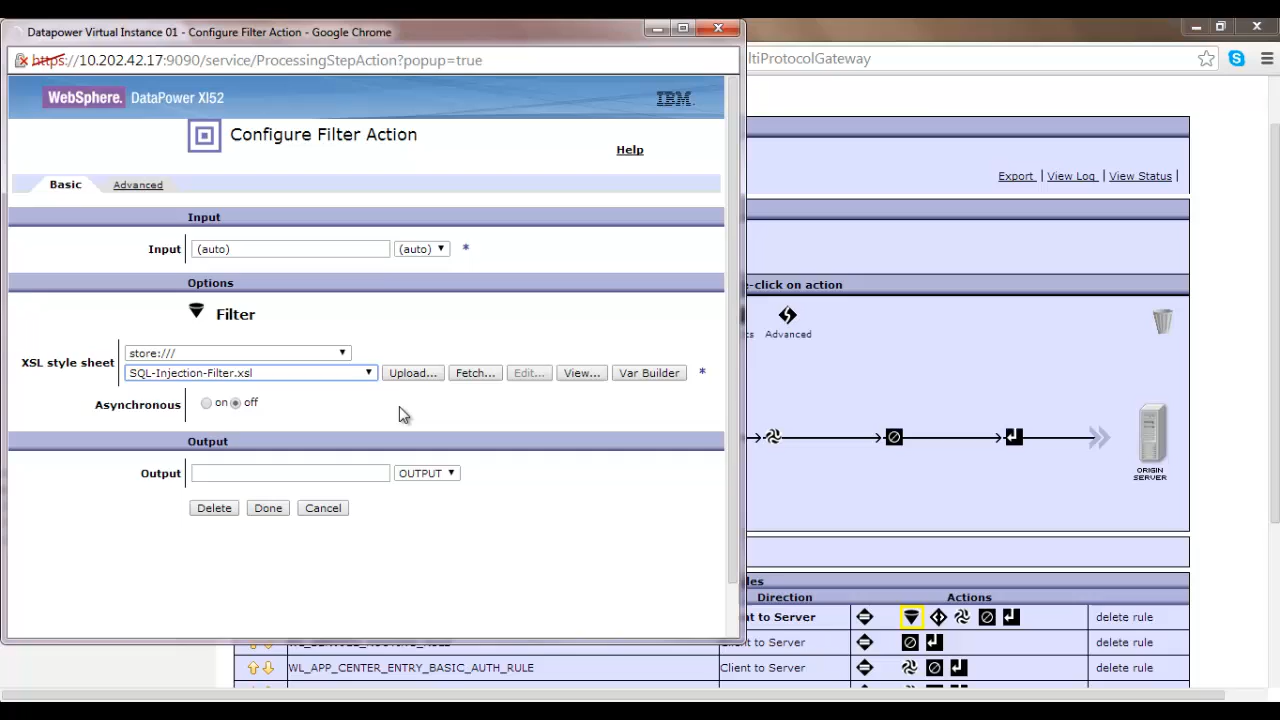 Datapower Virtual Instance 01 - Configure Filter Action - Google Chrome
https://10.202.42.17:9090/service/ProcessingStepAction?popup=true
ltiProtocolGateway
WebSphere. DataPower XI52
IBM.
Configure Filter Action
Help
Basic Advanced
Export | View Log | View Status |
Input
Input (auto) (auto) *
Options
e-click on action
Filter
Advanced
XSL style sheet store:///
SQL-Injection-Filter.xsl Upload... Fetch... Edit... View... Var Builder *
Asynchronous on off
Output
Output OUTPUT
ORIGIN
SERVER
Delete Done Cancel
les
Direction Actions
nt to Server delete rule
Client to Server delete rule
WL_APP_CENTER_ENTRY_BASIC_AUTH_RULE Client to Server delete rule